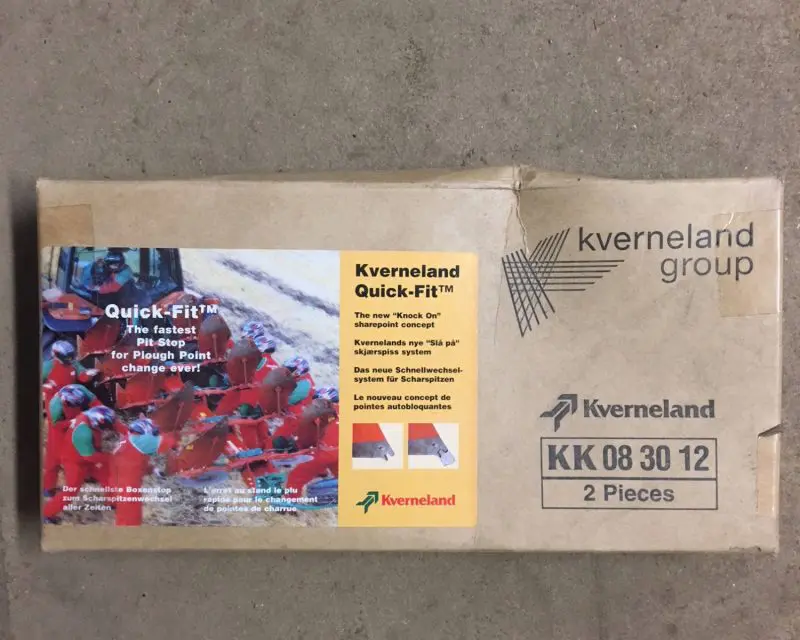 Quick-Fit™
The fastest
Pit Stop
for Plough Point
change ever!
Der schnellste Boxenstop
zum Scharspitzenwechsel
aller Zeiten
L'arret au stand le plu
rapide pour le changement
de pointes de charrue
Kverneland
Quick-Fit™
The new "Knock On"
sharepoint concept
Kvernelands nye "Slå på"
skjærspiss system
Das neue Schnellwechsel-
system für Scharspitzen
Le nouveau concept de
pointes autobloquantes
Kverneland
kverneland
group
Kverneland
KK 08 30 12
2 Pieces